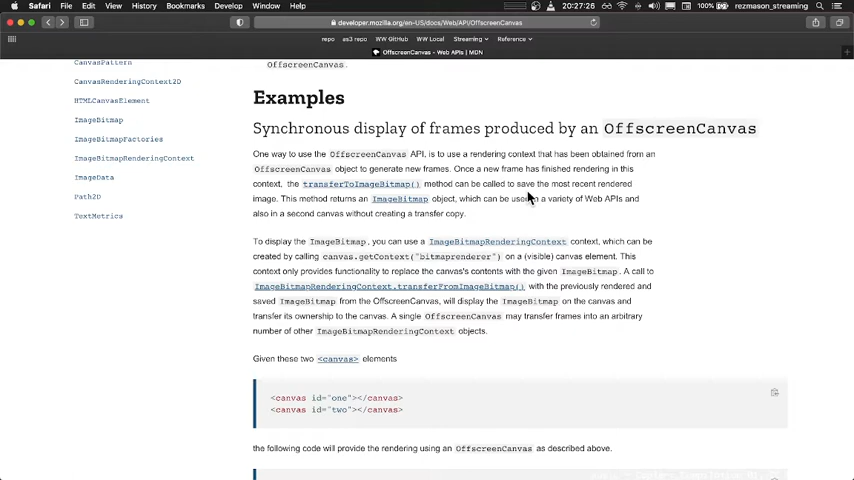 Safari File Edit View History Bookmarks Develop Window Help 20:27:26 100% rezmason_streaming
developer.mozilla.org/en-US/docs/Web/API/OffscreenCanvas
repo as3 repo WW GitHub WW Local Streaming Reference
OffscreenCanvas - Web APIs | MDN
CanvasPattern
CanvasRenderingContext2D
HTMLCanvasElement
ImageBitmap
ImageBitmapFactories
ImageBitmapRenderingContext
ImageData
Path2D
TextMetrics
OffscreenCanvas.
Examples
Synchronous display of frames produced by an OffscreenCanvas
One way to use the OffscreenCanvas API, is to use a rendering context that has been obtained from an
OffscreenCanvas object to generate new frames. Once a new frame has finished rendering in this
context, the transferToImageBitmap() method can be called to save the most recent rendered
image. This method returns an ImageBitmap object, which can be used in a variety of Web APIs and
also in a second canvas without creating a transfer copy.
To display the ImageBitmap, you can use a ImageBitmapRenderingContext context, which can be
created by calling canvas.getContext("bitmaprenderer") on a (visible) canvas element. This
context only provides functionality to replace the canvas's contents with the given ImageBitmap. A call to
ImageBitmapRenderingContext.transferFromImageBitmap() with the previously rendered and
saved ImageBitmap from the OffscreenCanvas, will display the ImageBitmap on the canvas and
transfer its ownership to the canvas. A single OffscreenCanvas may transfer frames into an arbitrary
number of other ImageBitmapRenderingContext objects.
Given these two <canvas> elements
<canvas id="one"></canvas>
<canvas id="two"></canvas>
the following code will provide the rendering using an OffscreenCanvas as described above.